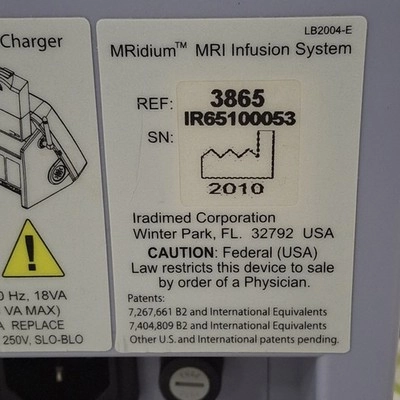 Charger
0 Hz, 18VA
VA MAX)
A REPLACE
250V, SLO-BLO
LB2004-E
MRidium™ MRI Infusion System
REF: 3865
SN: IR65100053
2010
Iradimed Corporation
Winter Park, FL. 32792 USA
CAUTION: Federal (USA)
Law restricts this device to sale
by order of a Physician.
Patents:
7,267,661 B2 and International Equivalents
7,404,809 B2 and International Equivalents
Other U.S. and International patents pending.